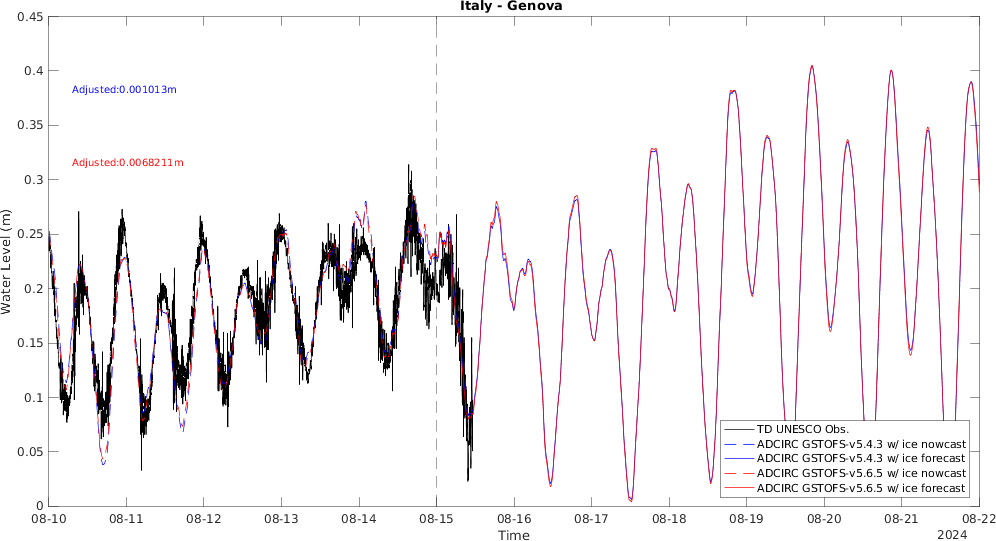 Italy - Genova
0.45
0.4
0.35
0.3
0.25
0.2
0.15
0.1
0.05
0
Water Level (m)
Adjusted:0.001013m
Adjusted:0.0068211m
TD UNESCO Obs.
ADCIRC GSTOFS-v5.4.3 w/ ice nowcast
ADCIRC GSTOFS-v5.4.3 w/ ice forecast
ADCIRC GSTOFS-v5.6.5 w/ ice nowcast
ADCIRC GSTOFS-v5.6.5 w/ ice forecast
08-10 08-11 08-12 08-13 08-14 08-15 08-16 08-17 08-18 08-19 08-20 08-21 08-22
Time
2024